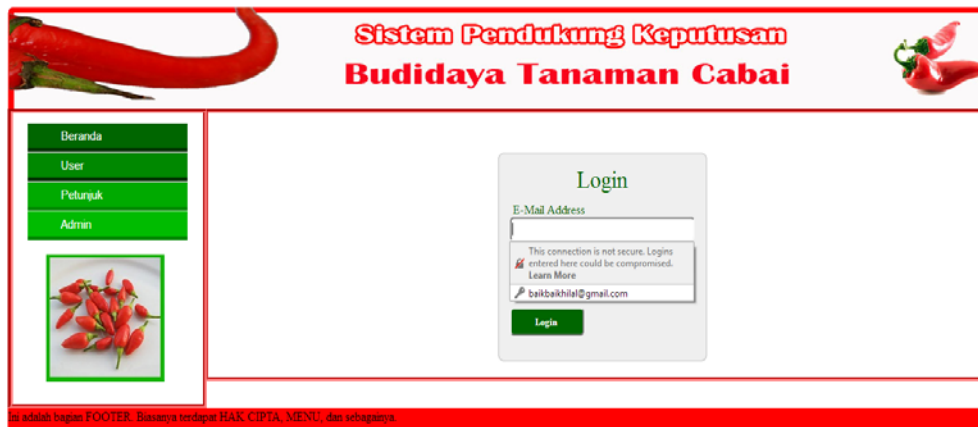 Sistem Pendukung Keputusan
Budidaya Tanaman Cabai
Beranda
User
Petunjuk
Admin
Login
E-Mail Address
This connection is not secure. Logins
entered here could be compromised.
Learn More
baikbaikhilal@gmail.com
Login
Ini adalah bagian FOOTER. Biasanya terdapat HAK CIPTA, MENU, dan sebagainya.